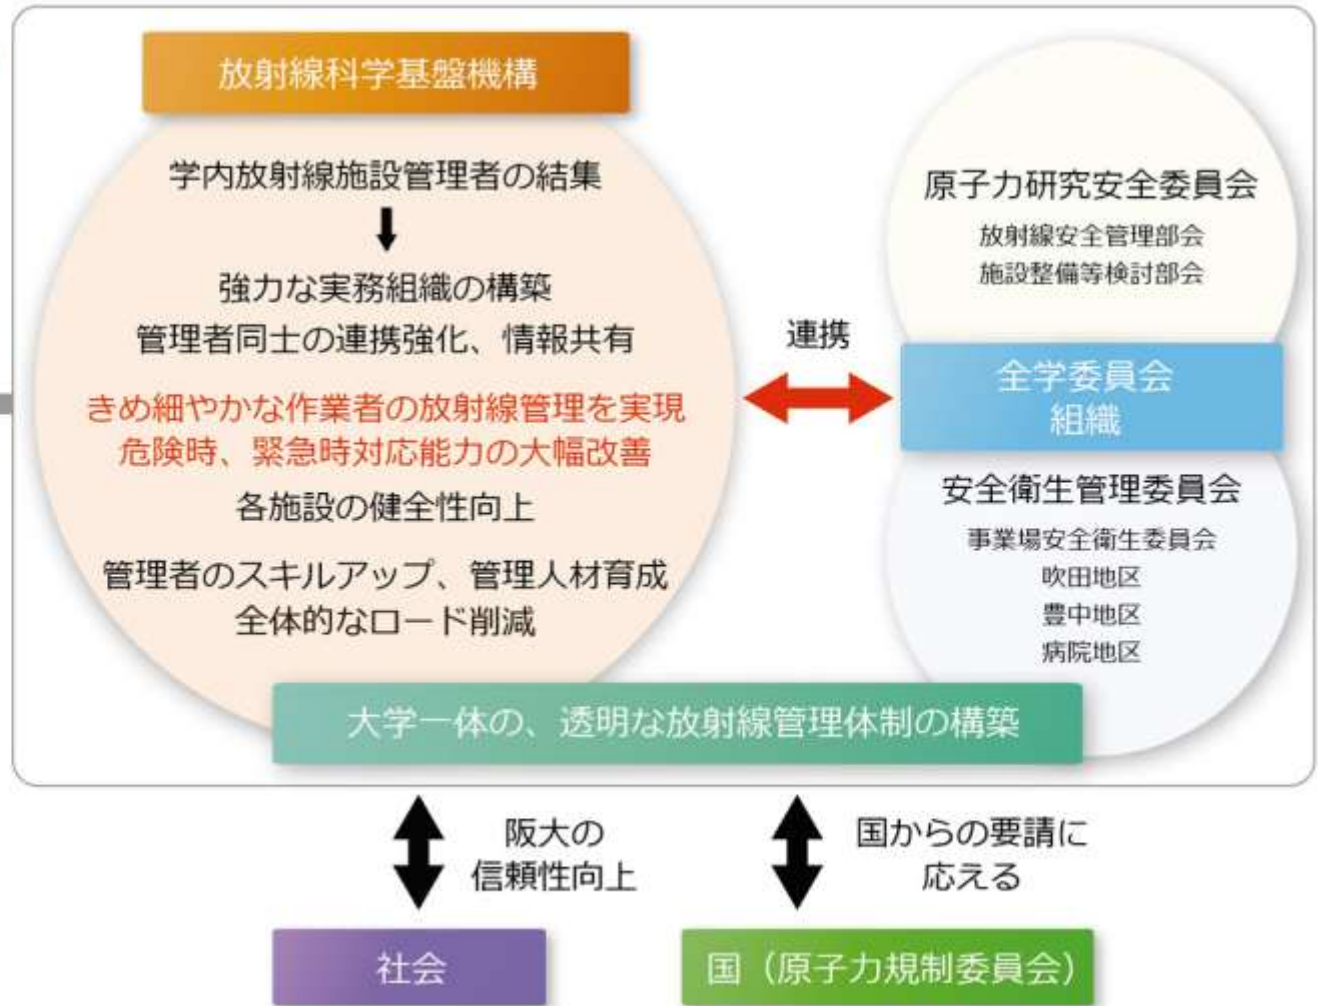 放射線科学基盤機構
学内放射線施設管理者の結集
強力な実務組織の構築
管理者同士の連携強化、情報共有
きめ細やかな作業者の放射線管理を実現
危険時、緊急時対応能力の大幅改善
各施設の健全性向上
管理者のスキルアップ、管理人材育成
全体的なロード削減
連携
原子力研究安全委員会
放射線安全管理部会
施設整備等検討部会
全学委員会
組織
安全衛生管理委員会
事業場安全衛生委員会
吹田地区
豊中地区
病院地区
大学一体の、透明な放射線管理体制の構築
阪大の
信頼性向上
国からの要請に
応える
社会
国（原子力規制委員会）